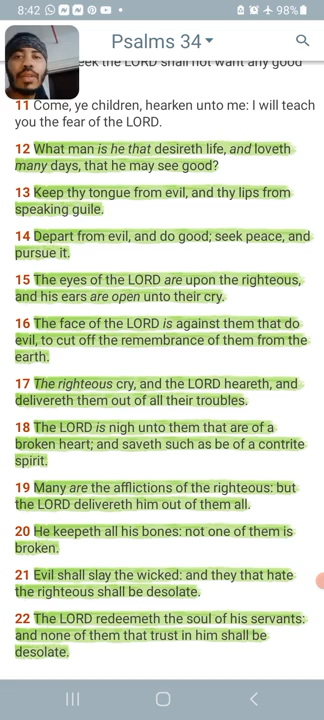 8:42
98%
Psalms 34
eek the LORD shall not want any good
11 Come, ye children, hearken unto me: I will teach
you the fear of the LORD.
12 What man is he that desireth life, and loveth
many days, that he may see good?
13 Keep thy tongue from evil, and thy lips from
speaking guile.
14 Depart from evil, and do good; seek peace, and
pursue it.
15 The eyes of the LORD are upon the righteous,
and his ears are open unto their cry.
16 The face of the LORD is against them that do
evil, to cut off the remembrance of them from the
earth.
17 The righteous cry, and the LORD heareth, and
delivereth them out of all their troubles.
18 The LORD is nigh unto them that are of a
broken heart; and saveth such as be of a contrite
spirit.
19 Many are the afflictions of the righteous: but
the LORD delivereth him out of them all.
20 He keepeth all his bones: not one of them is
broken.
21 Evil shall slay the wicked: and they that hate
the righteous shall be desolate.
22 The LORD redeemeth the soul of his servants:
and none of them that trust in him shall be
desolate.